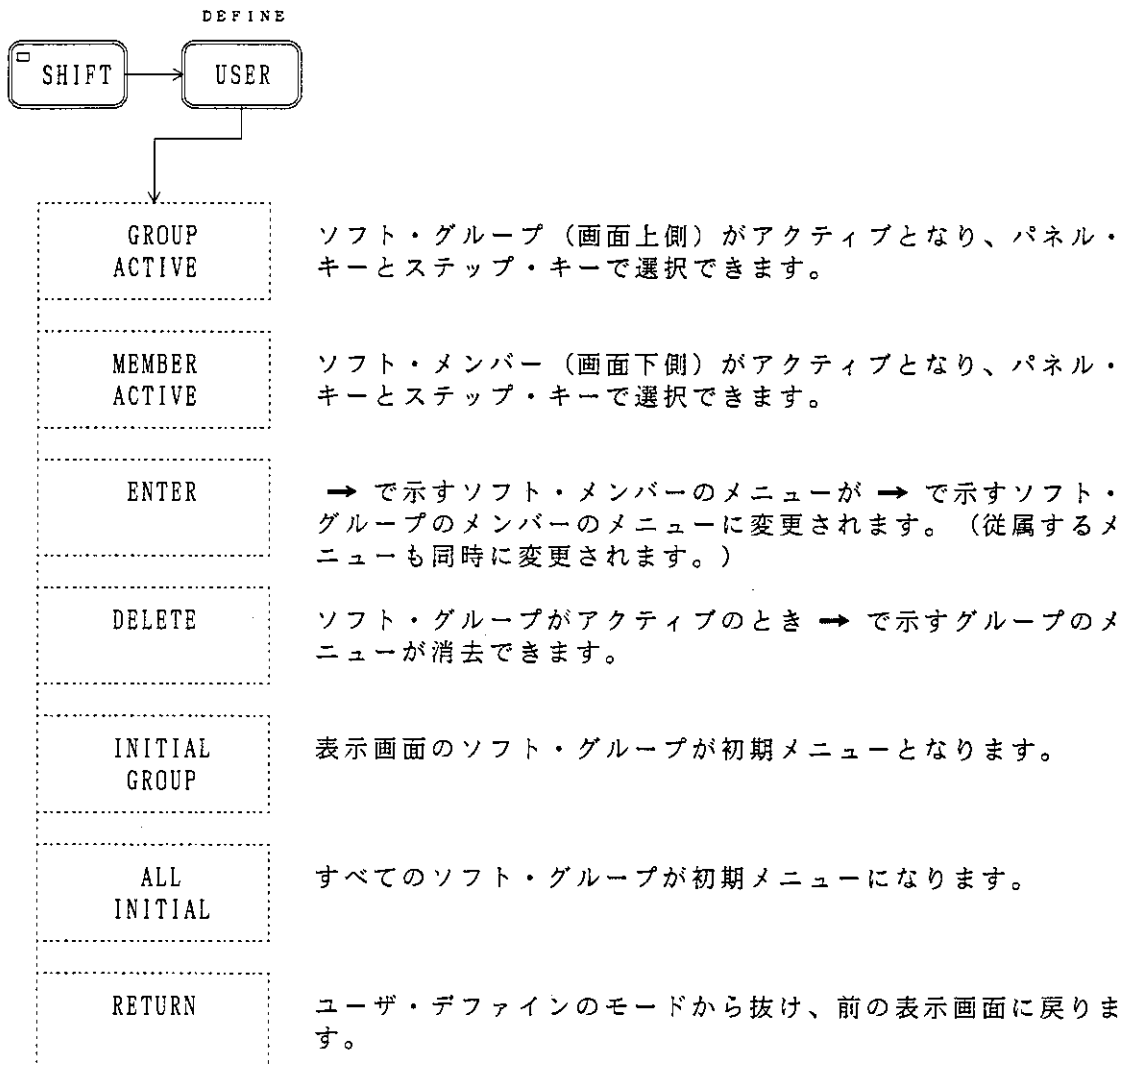 DEFINE
SHIFT
USER
GROUP
ACTIVE
ソフト・グループ（画面上側）がアクティブとなり、パネル・
キーとステップ・キーで選択できます。
MEMBER
ACTIVE
ソフト・メンバー（画面下側）がアクティブとなり、パネル・
キーとステップ・キーで選択できます。
ENTER
➞ で示すソフト・メンバーのメニューが ➞ で示すソフト・
グループのメンバーのメニューに変更されます。（従属するメ
ニューも同時に変更されます。）
DELETE
ソフト・グループがアクティブのとき ➞ で示すグループのメ
ニューが消去できます。
INITIAL
GROUP
表示画面のソフト・グループが初期メニューとなります。
ALL
INITIAL
すべてのソフト・グループが初期メニューになります。
RETURN
ユーザ・デファインのモードから抜け、前の表示画面に戻りま
す。